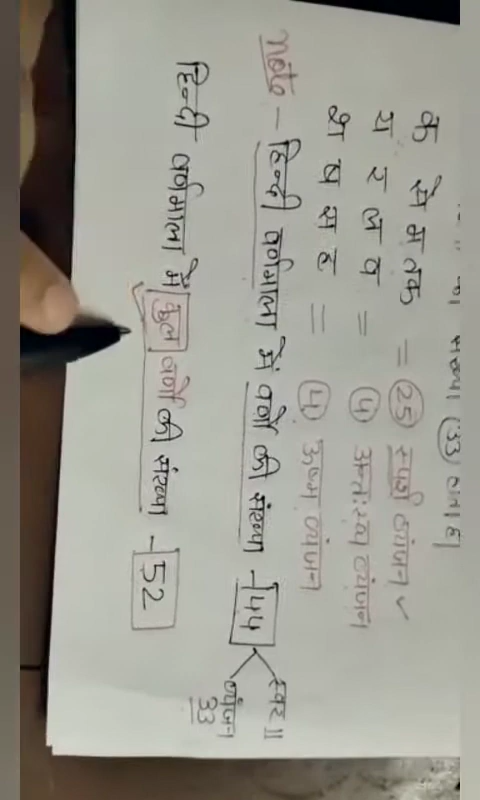 की संख्या (33) होती है|
क से म तक = (25) स्पर्श व्यंजन ✓
य र ल व = (4) अन्तःस्थ व्यंजन
श ष स ह = (4) ऊष्म व्यंजन
Note - हिन्दी वर्णमाला में वर्णों की संख्या - 44
स्वर 11
व्यंजन 33
हिन्दी वर्णमाला में कुल वर्णों की संख्या - 52